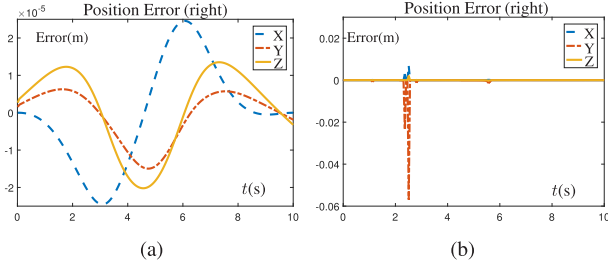 Position Error (right)
2 10^-5
Error(m)
X
Y
Z
2
1
0
-1
-2
t(s)
0 2 4 6 8 10
(a)
Position Error (right)
Error(m)
X
Y
Z
0.02
0
-0.02
-0.04
-0.06
t(s)
0 2 4 6 8 10
(b)